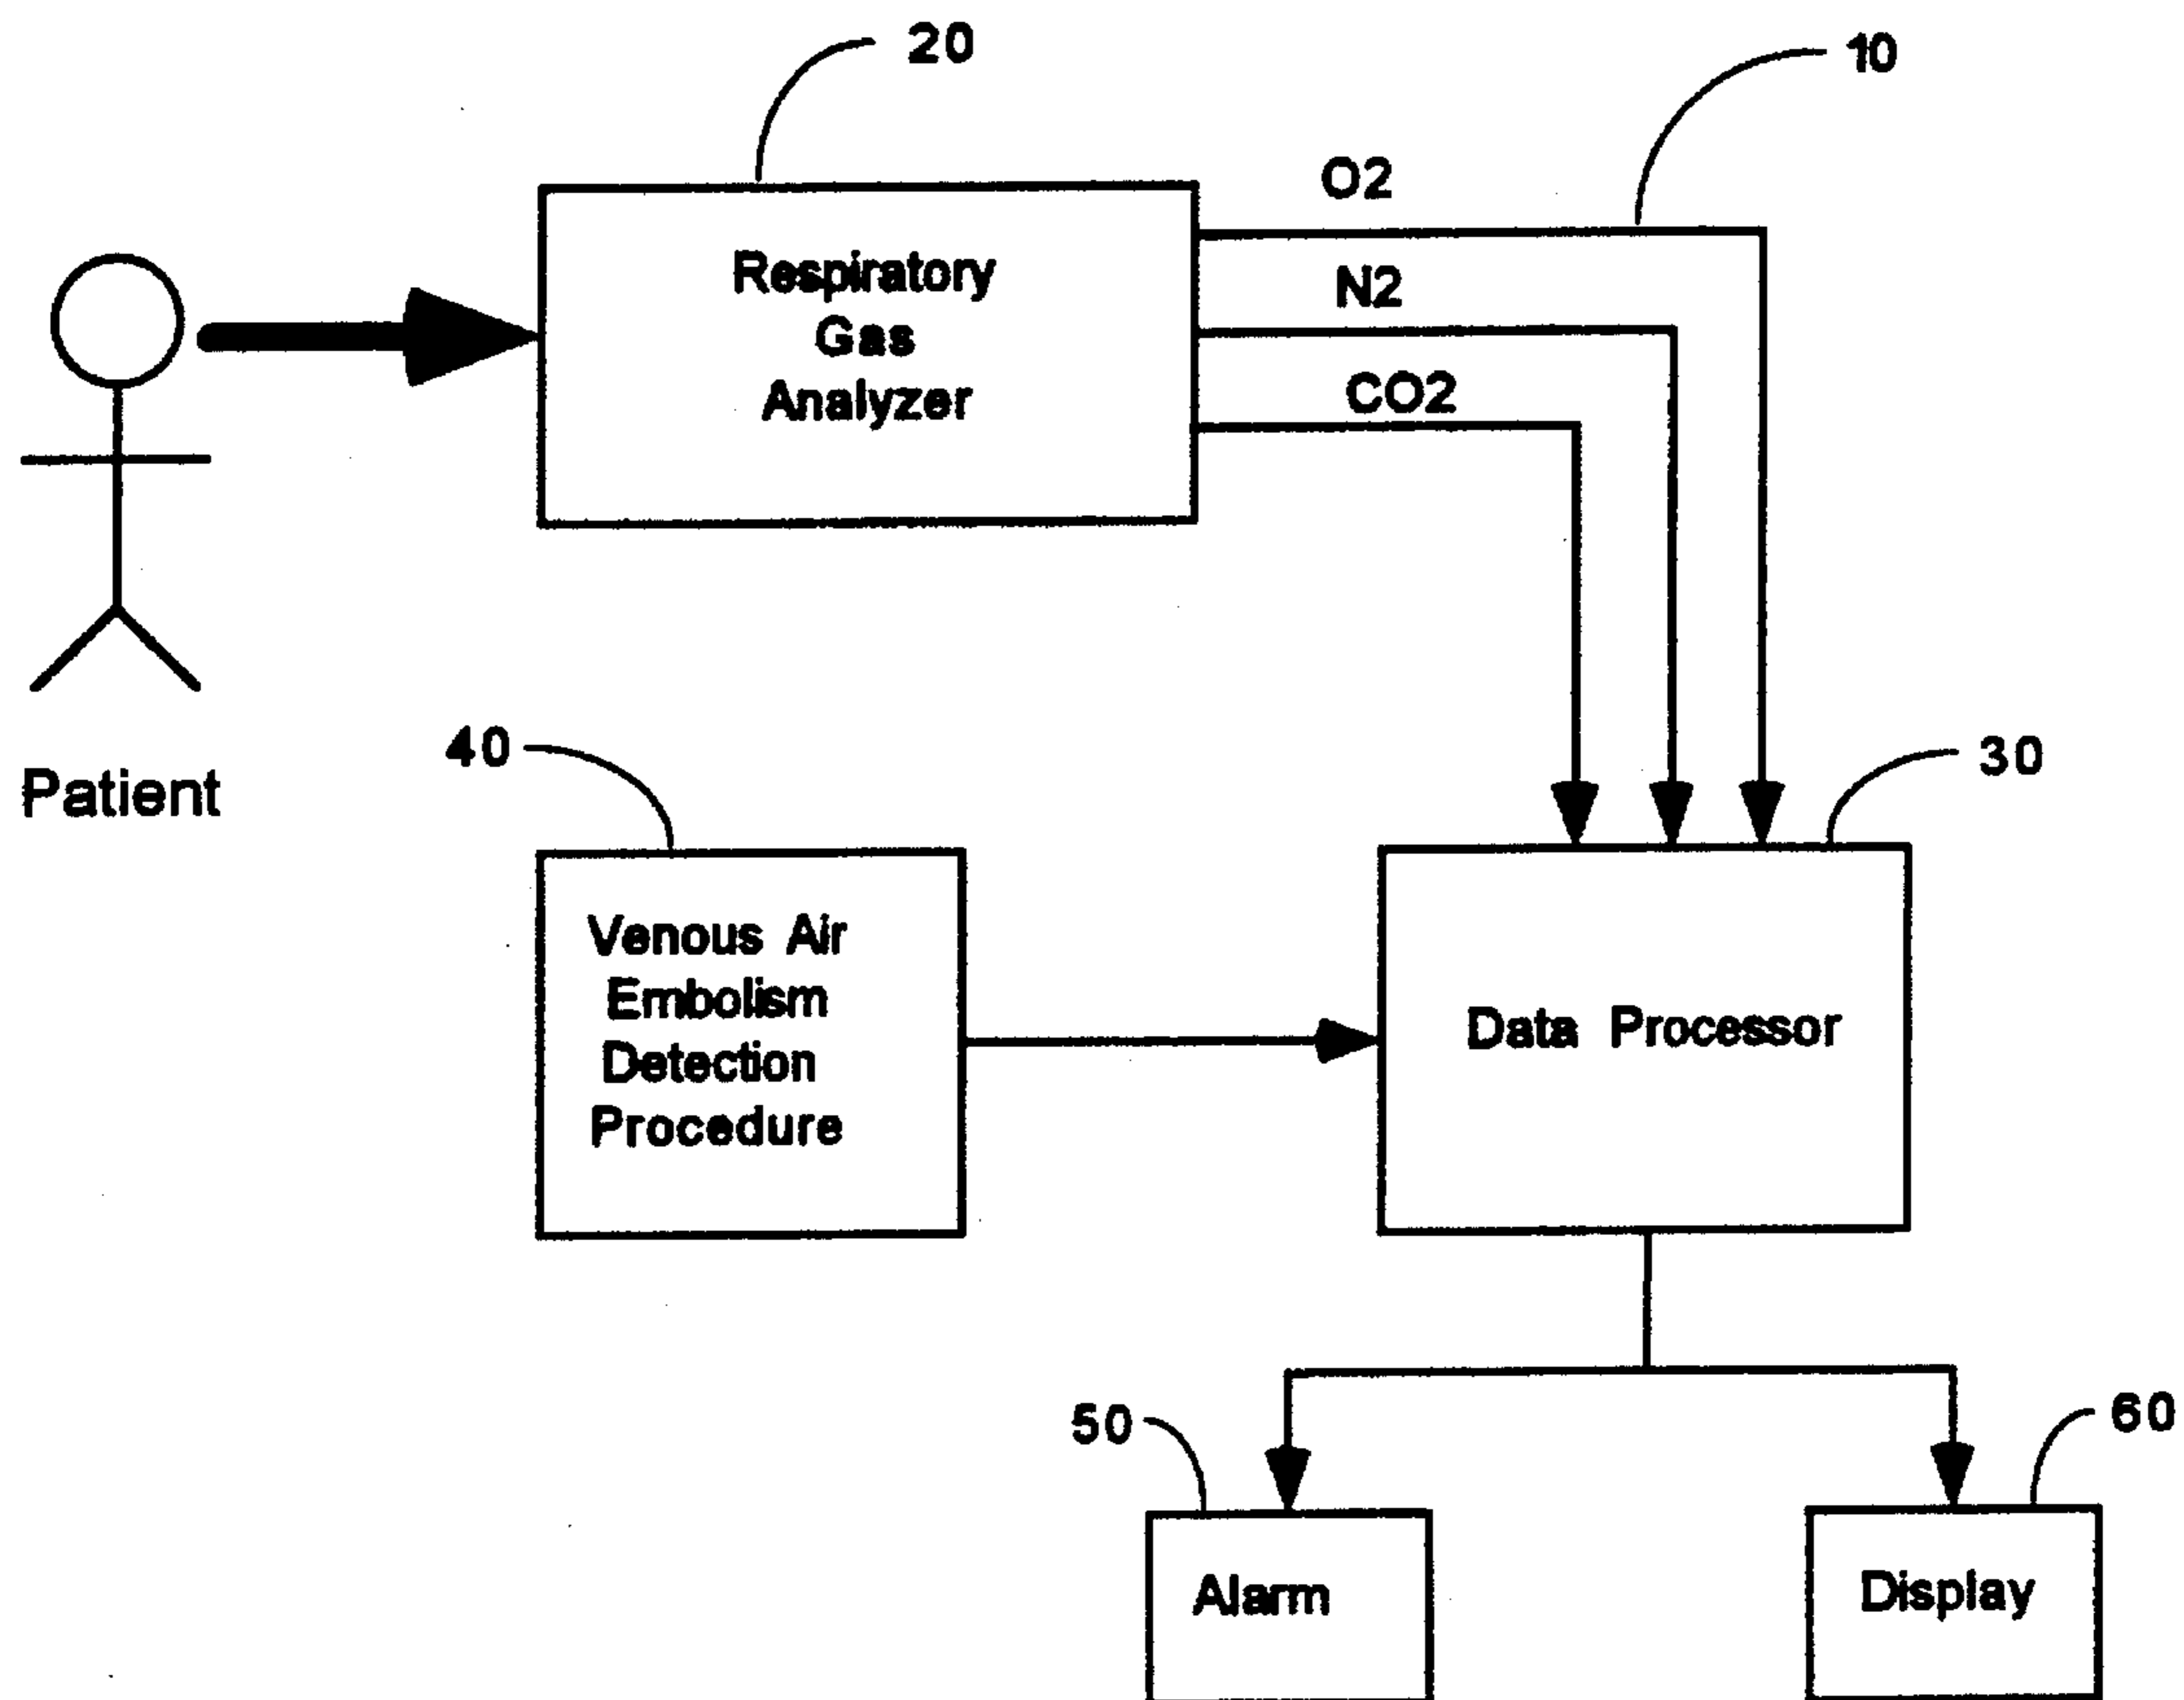 20
10
O2
Respiratory
Gas
Analyzer
N2
CO2
40
30
Patient
Venous Air
Embolism
Detection
Procedure
Data Processor
50
60
Alarm
Display